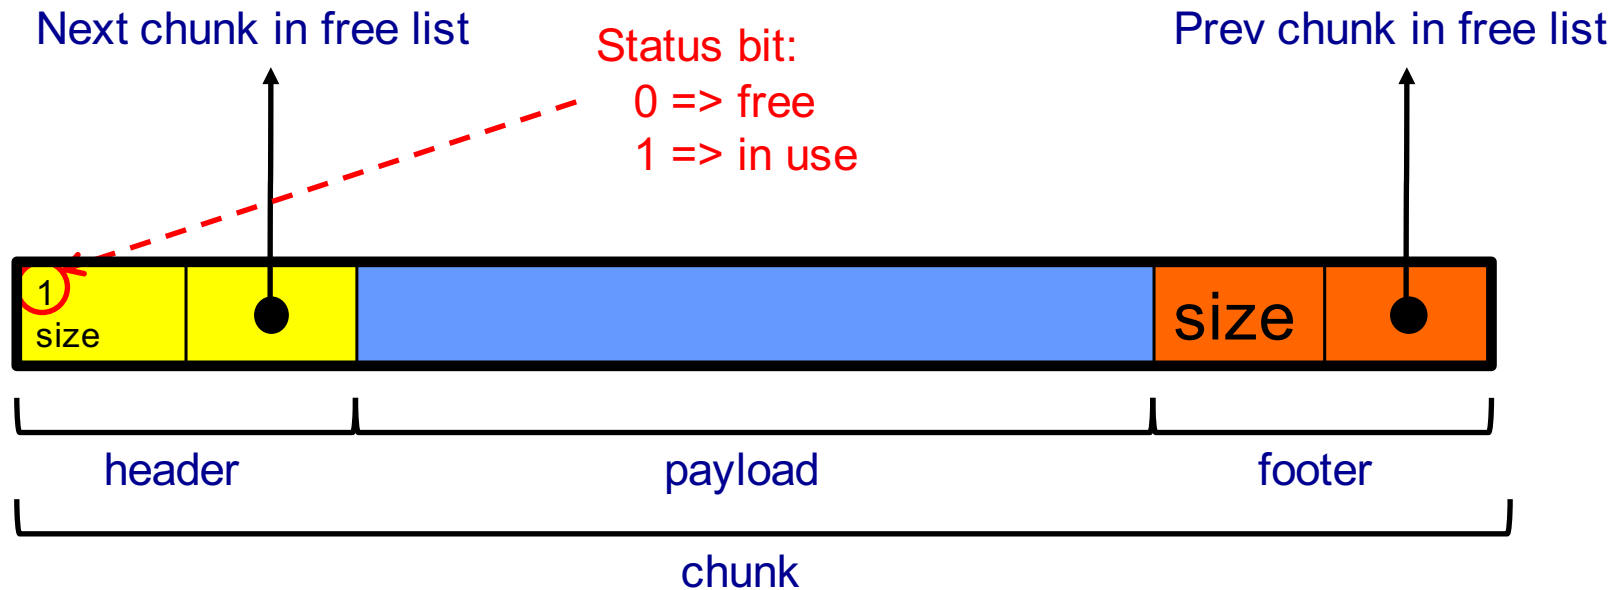 Next chunk in free list
Status bit:
0 => free
1 => in use
Prev chunk in free list
1
size
size
header
payload
footer
chunk